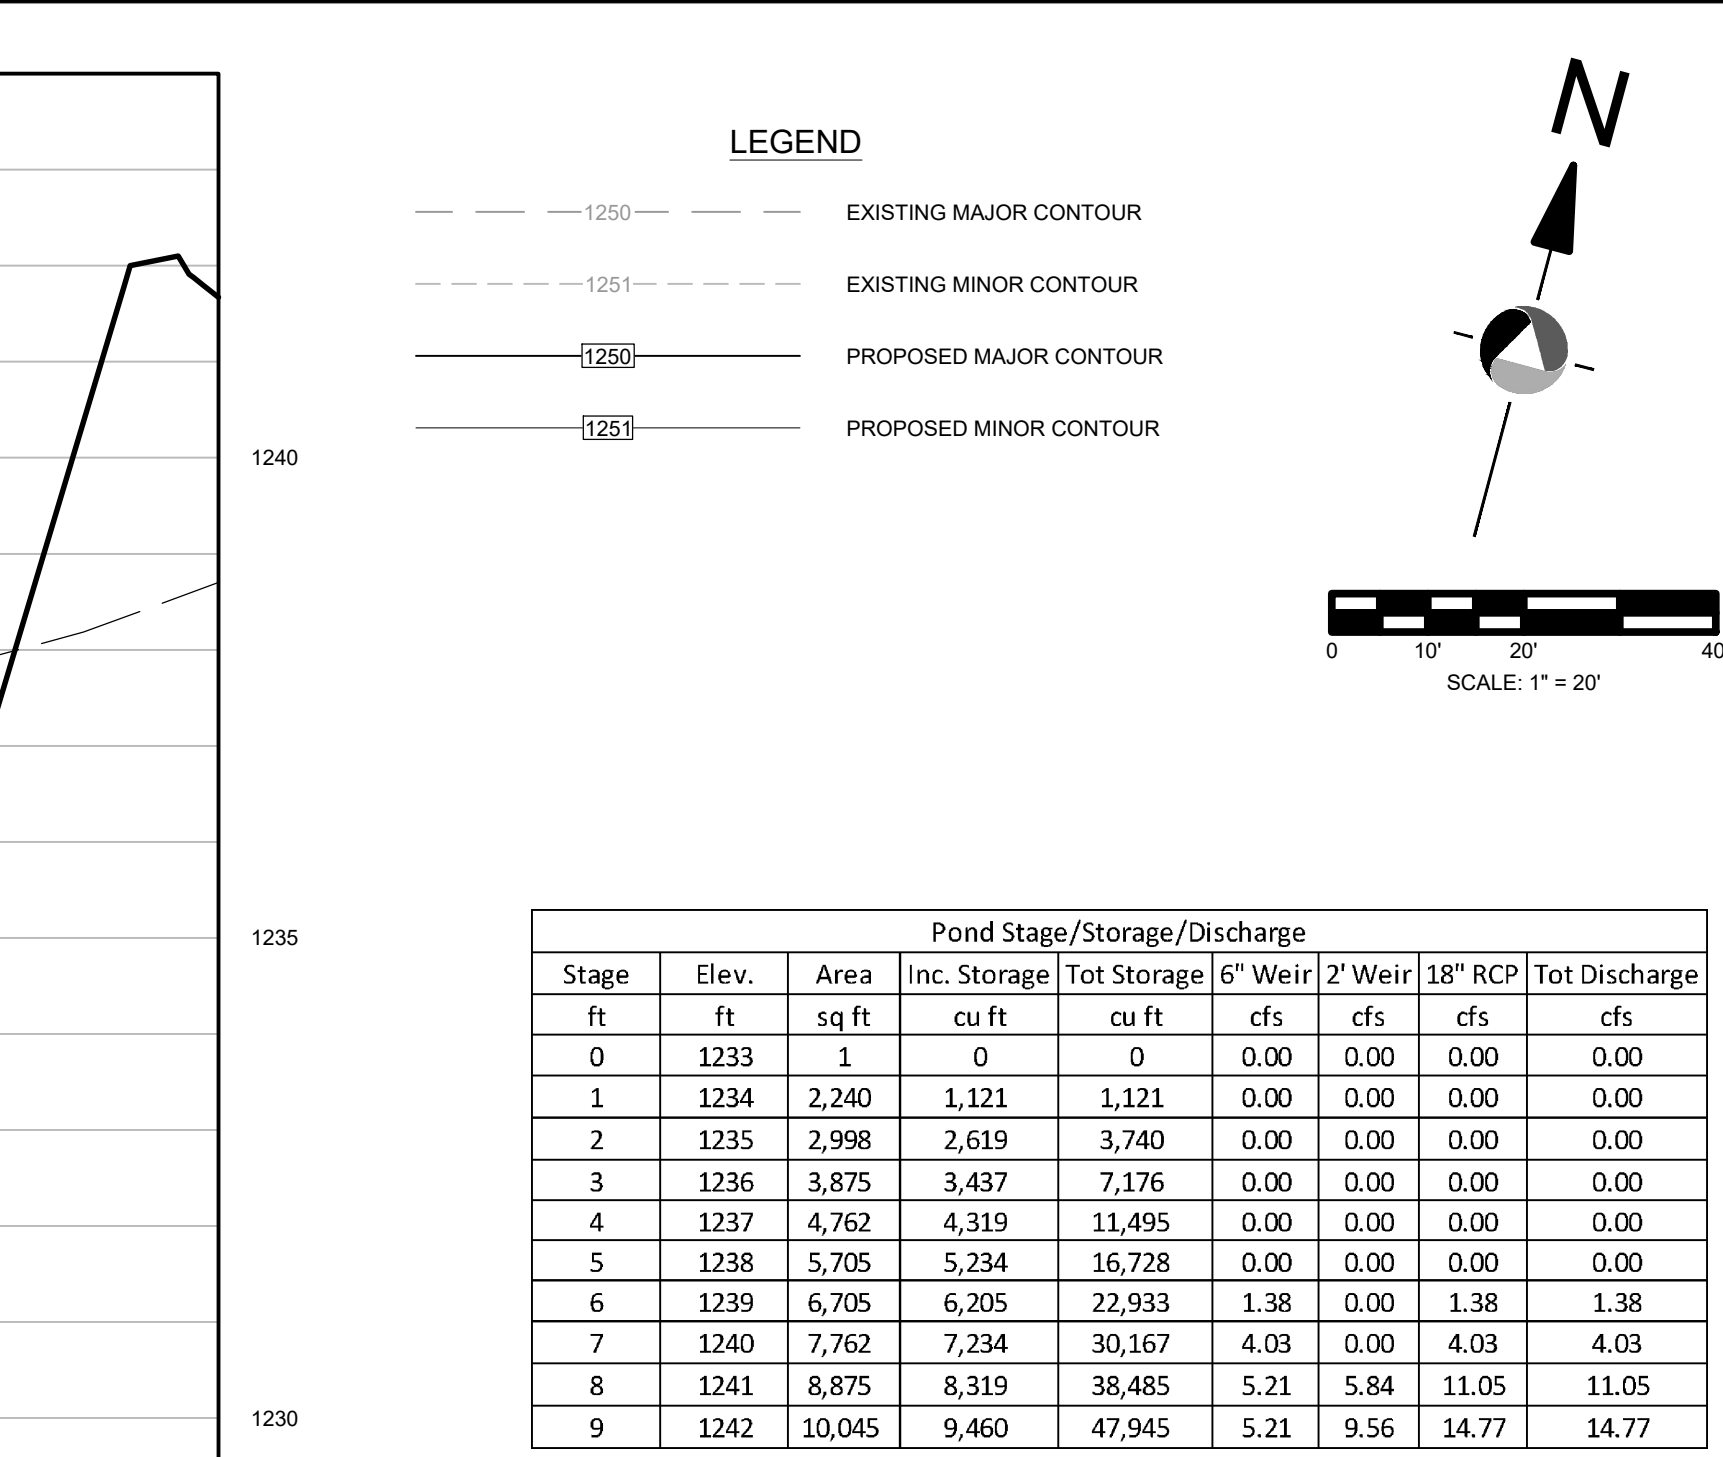 N
LEGEND
1250 EXISTING MAJOR CONTOUR
1251 EXISTING MINOR CONTOUR
1250 PROPOSED MAJOR CONTOUR
1251 PROPOSED MINOR CONTOUR
1240
0 10' 20' 40
SCALE: 1" = 20'
1235
1230
Pond Stage/Storage/Discharge
Stage Elev. Area Inc. Storage Tot Storage 6" Weir 2' Weir 18" RCP Tot Discharge
ft ft sq ft cu ft cu ft cfs cfs cfs cfs
0 1233 1 0 0 0.00 0.00 0.00 0.00
1 1234 2,240 1,121 1,121 0.00 0.00 0.00 0.00
2 1235 2,998 2,619 3,740 0.00 0.00 0.00 0.00
3 1236 3,875 3,437 7,176 0.00 0.00 0.00 0.00
4 1237 4,762 4,319 11,495 0.00 0.00 0.00 0.00
5 1238 5,705 5,234 16,728 0.00 0.00 0.00 0.00
6 1239 6,705 6,205 22,933 1.38 0.00 1.38 1.38
7 1240 7,762 7,234 30,167 4.03 0.00 4.03 4.03
8 1241 8,875 8,319 38,485 5.21 5.84 11.05 11.05
9 1242 10,045 9,460 47,945 5.21 9.56 14.77 14.77